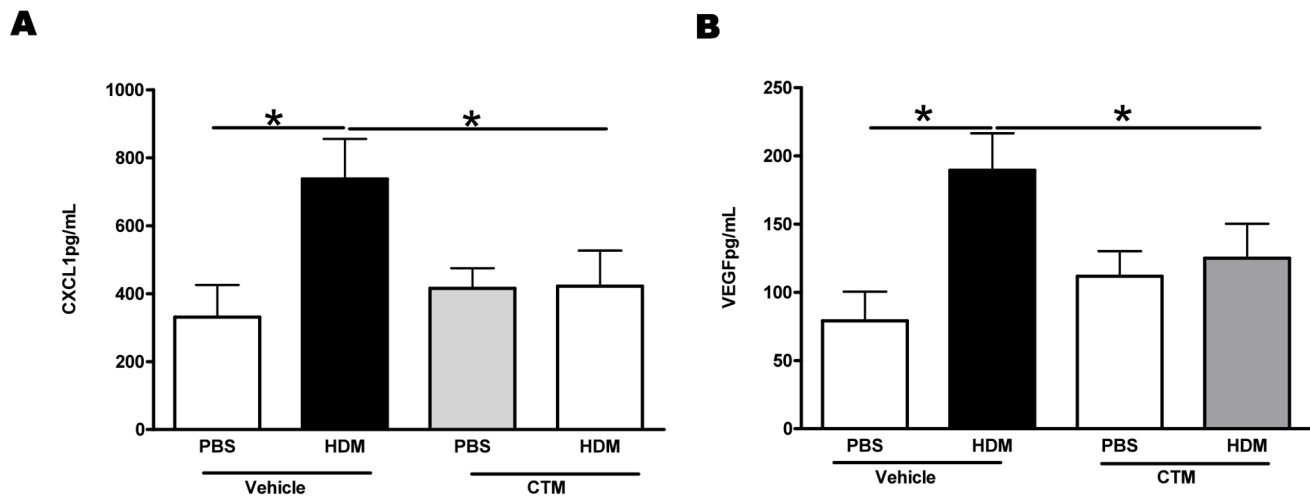 A
CXCL1pg/mL
1000
800
600
400
200
0
*
*
PBS
HDM
PBS
HDM
Vehicle
CTM
B
VEGFpg/mL
250
200
150
100
50
0
*
*
PBS
HDM
PBS
HDM
Vehicle
CTM